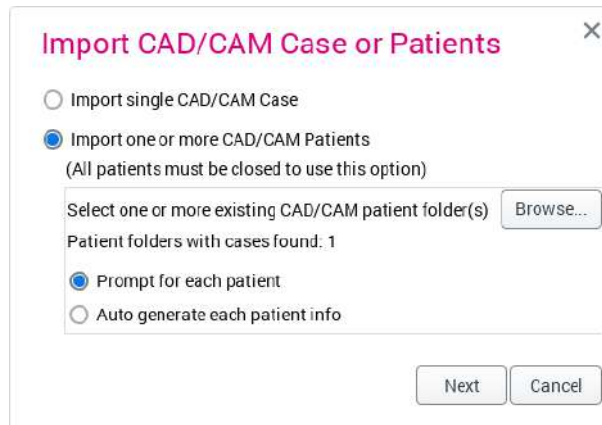 Import CAD/CAM Case or Patients
Import single CAD/CAM Case
Import one or more CAD/CAM Patients
(All patients must be closed to use this option)
Select one or more existing CAD/CAM patient folder(s) Browse...
Patient folders with cases found: 1
Prompt for each patient
Auto generate each patient info
Next Cancel